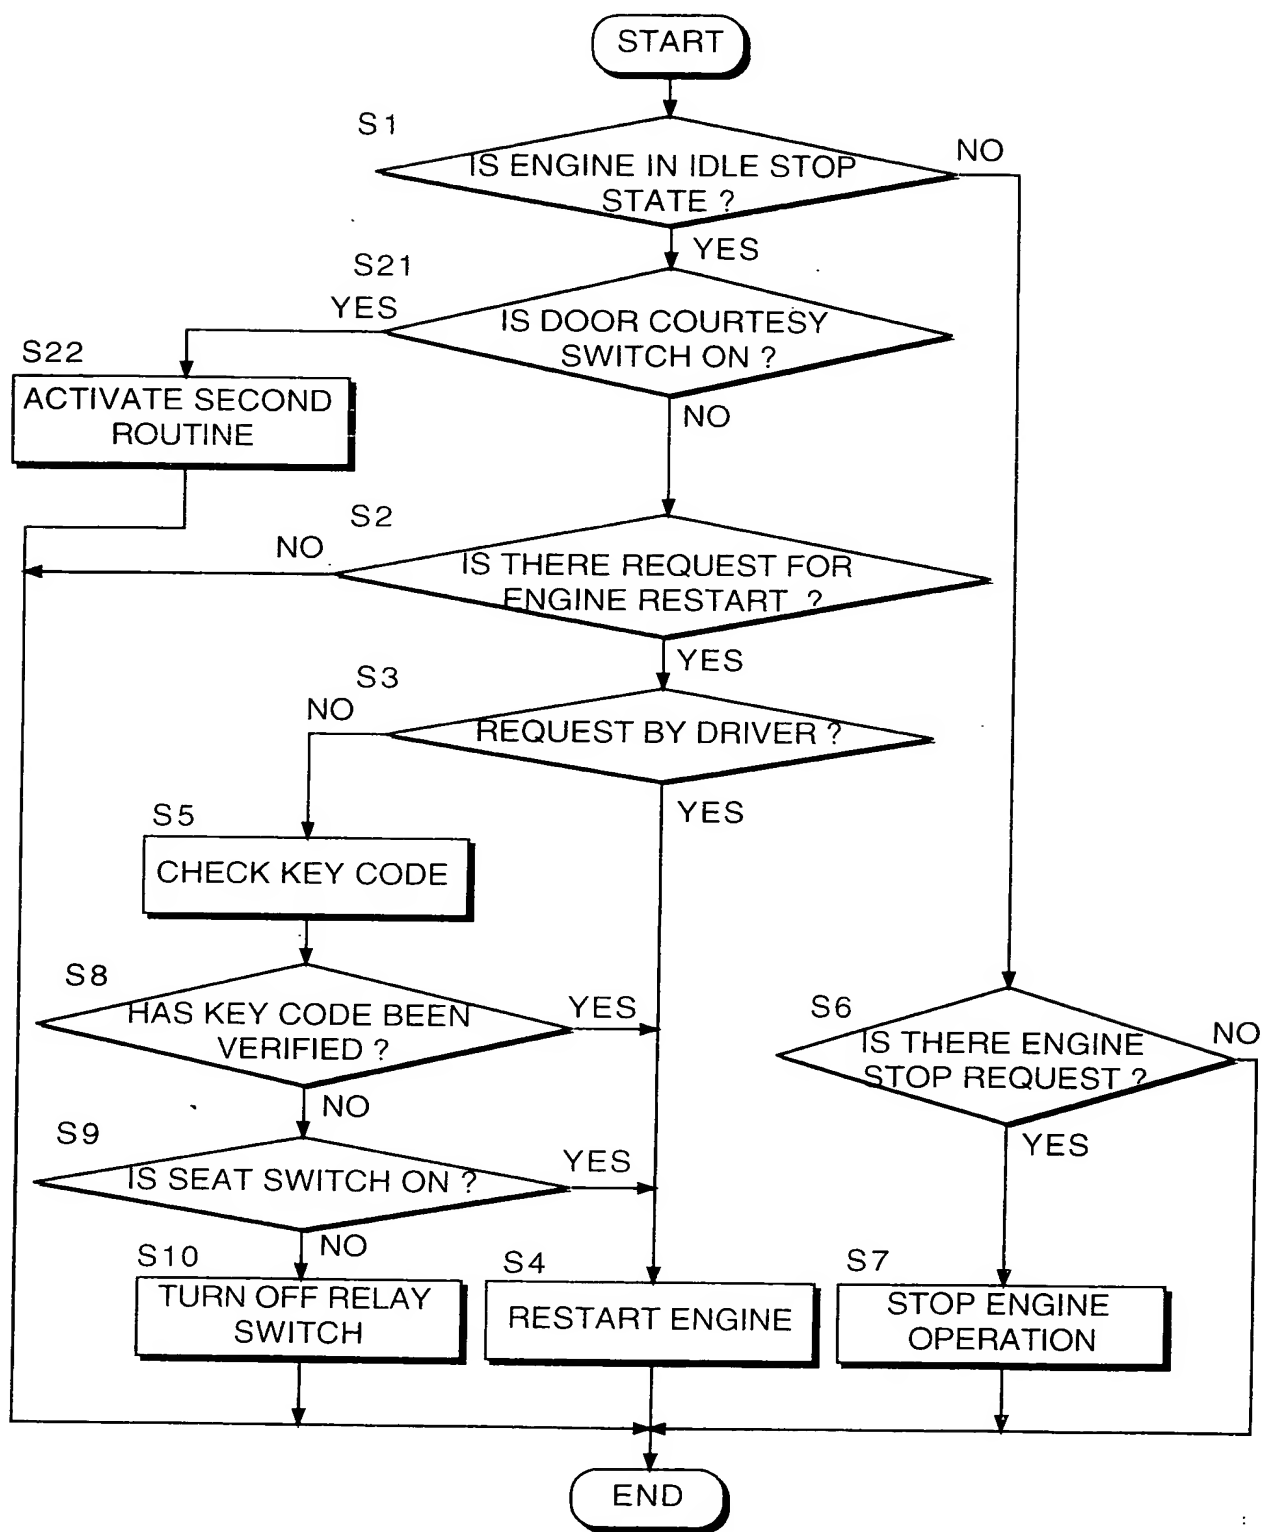 START
S1
IS ENGINE IN IDLE STOP
STATE ?
NO
YES
S21
YES
IS DOOR COURTESY
SWITCH ON ?
NO
S22
ACTIVATE SECOND
ROUTINE
S2
NO
IS THERE REQUEST FOR
ENGINE RESTART ?
YES
S3
NO
REQUEST BY DRIVER ?
YES
S5
CHECK KEY CODE
S8
HAS KEY CODE BEEN
VERIFIED ?
YES
NO
S6
IS THERE ENGINE
STOP REQUEST ?
NO
YES
S9
IS SEAT SWITCH ON ?
YES
NO
S10
TURN OFF RELAY
SWITCH
S4
RESTART ENGINE
S7
STOP ENGINE
OPERATION
END